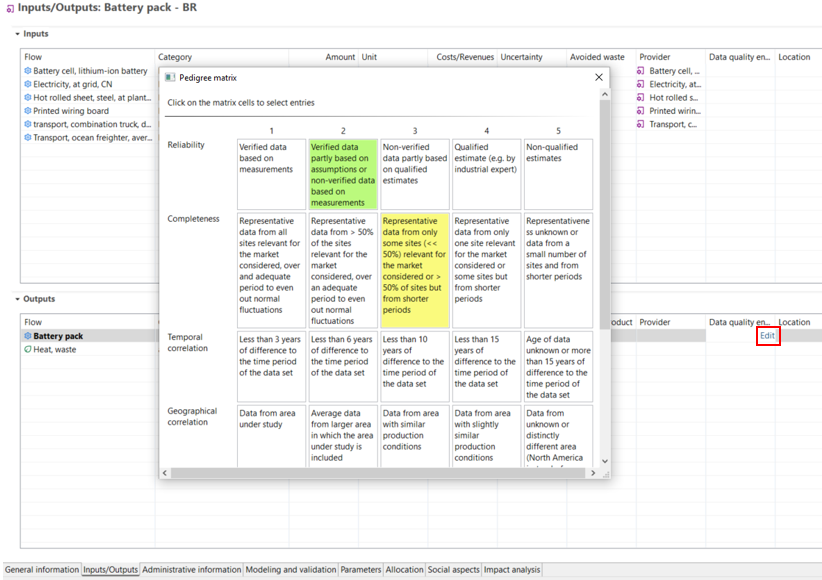 Inputs/Outputs: Battery pack - BR
Inputs
Flow Category Amount Unit Costs/Revenues Uncertainty Avoided waste Provider Data quality en... Location
Battery cell, lithium-ion battery
Electricity, at grid, CN
Hot rolled sheet, steel, at plant...
Printed wiring board
transport, combination truck, d...
Transport, ocean freighter, aver...
Battery cell, ...
Electricity, at...
Hot rolled s...
Printed wirin...
Transport, c...
Pedigree matrix
Click on the matrix cells to select entries
1 2 3 4 5
Reliability
Verified data
based on
measurements
Verified data
partly based on
assumptions or
non-verified data
based on
measurements
Non-verified
data partly based
on qualified
estimates
Qualified
estimate (e.g. by
industrial expert)
Non-qualified
estimates
Completeness
Representative
data from all
sites relevant for
the market
considered, over
and adequate
period to even
out normal
fluctuations
Representative
data from > 50%
of the sites
relevant for the
market
considered, over
an adequate
period to even
out normal
fluctuations
Representative
data from only
some sites (<<
50%) relevant for
the market
considered or >
50% of sites but
from shorter
periods
Representative
data from only
one site relevant
for the market
considered or
some sites but
from shorter
periods
Representativene
ss unknown or
data from a
small number of
sites and from
shorter periods
Temporal
correlation
Less than 3 years
of difference to
the time period
of the data set
Less than 6 years
of difference to
the time period
of the data set
Less than 10
years of
difference to the
time period of
the data set
Less than 15
years of
difference to the
time period of
the data set
Age of data
unknown or more
than 15 years of
difference to the
time period of
the data set
Geographical
correlation
Data from area
under study
Average data
from larger area
in which the area
under study is
included
Data from area
with similar
production
conditions
Data from area
with slightly
similar
production
conditions
Data from
unknown or
distinctly
different area
(North America
Outputs
Flow
oduct Provider Data quality en... Location
Battery pack
Edit
Heat, waste
General information Inputs/Outputs Administrative information Modeling and validation Parameters Allocation Social aspects Impact analysis